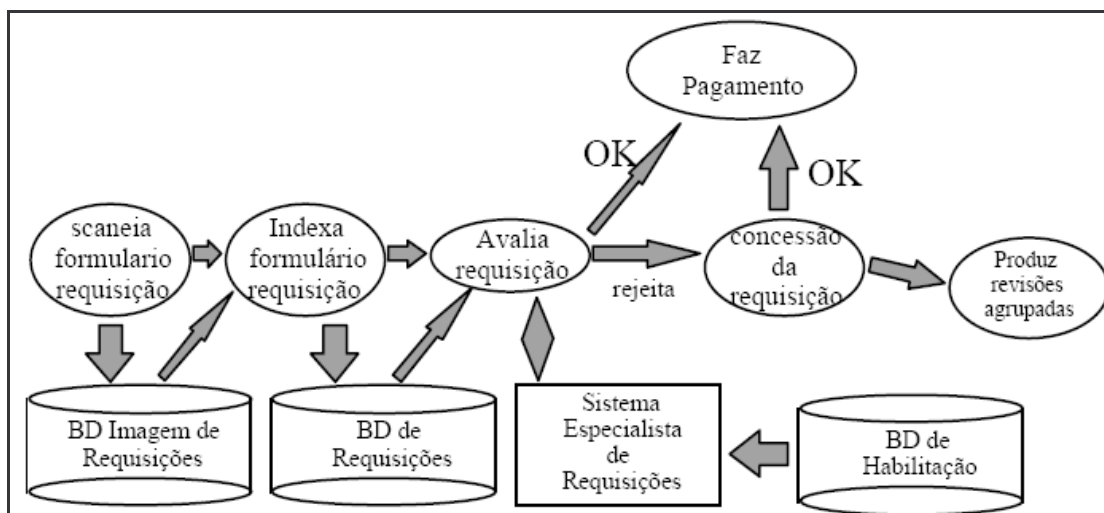 Faz
Pagamento
OK
OK
scaneia
formulario
requisição
Indexa
formulário
requisição
Avalia
requisição
rejeita
concessão
da
requisição
Produz
revisões
agrupadas
BD Imagem de
Requisições
BD de
Requisições
Sistema
Especialista
de
Requisições
BD de
Habilitação